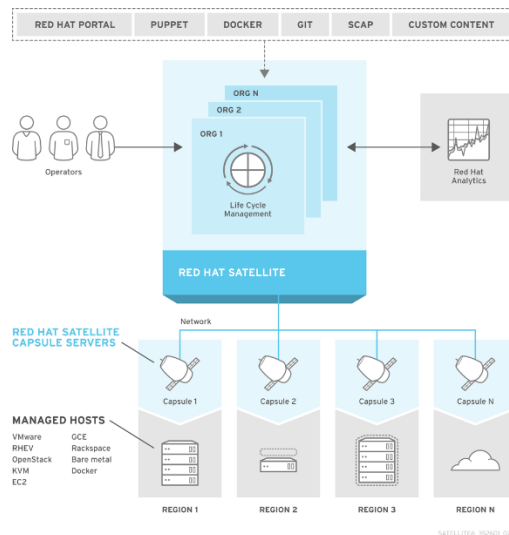 RED HAT PORTAL
PUPPET
DOCKER
GIT
SCAP
CUSTOM CONTENT
ORG N
ORG 2
ORG 1
Life Cycle
Management
Operators
Red Hat
Analytics
RED HAT SATELLITE
Network
RED HAT SATELLITE
CAPSULE SERVERS
Capsule 1
Capsule 2
Capsule 3
Capsule N
MANAGED HOSTS
VMware
RHEV
OpenStack
KVM
EC2
GCE
Rackspace
Bare metal
Docker
REGION 1
REGION 2
REGION 3
REGION N